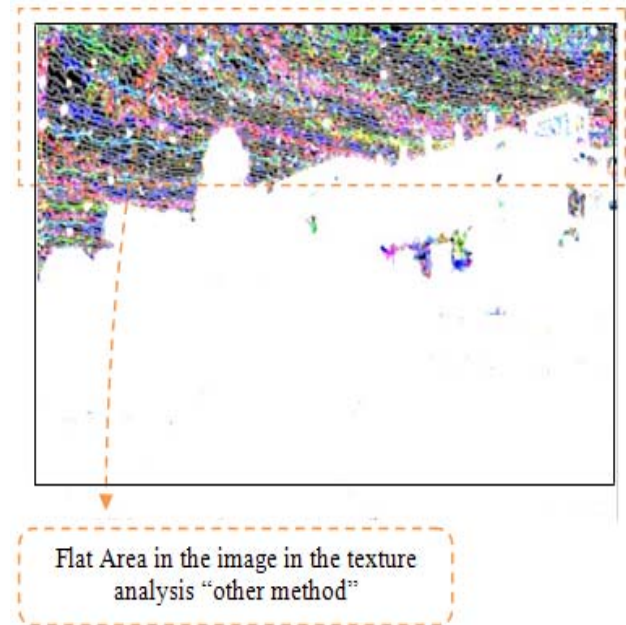 Flat Area in the image in the texture
analysis “other method”